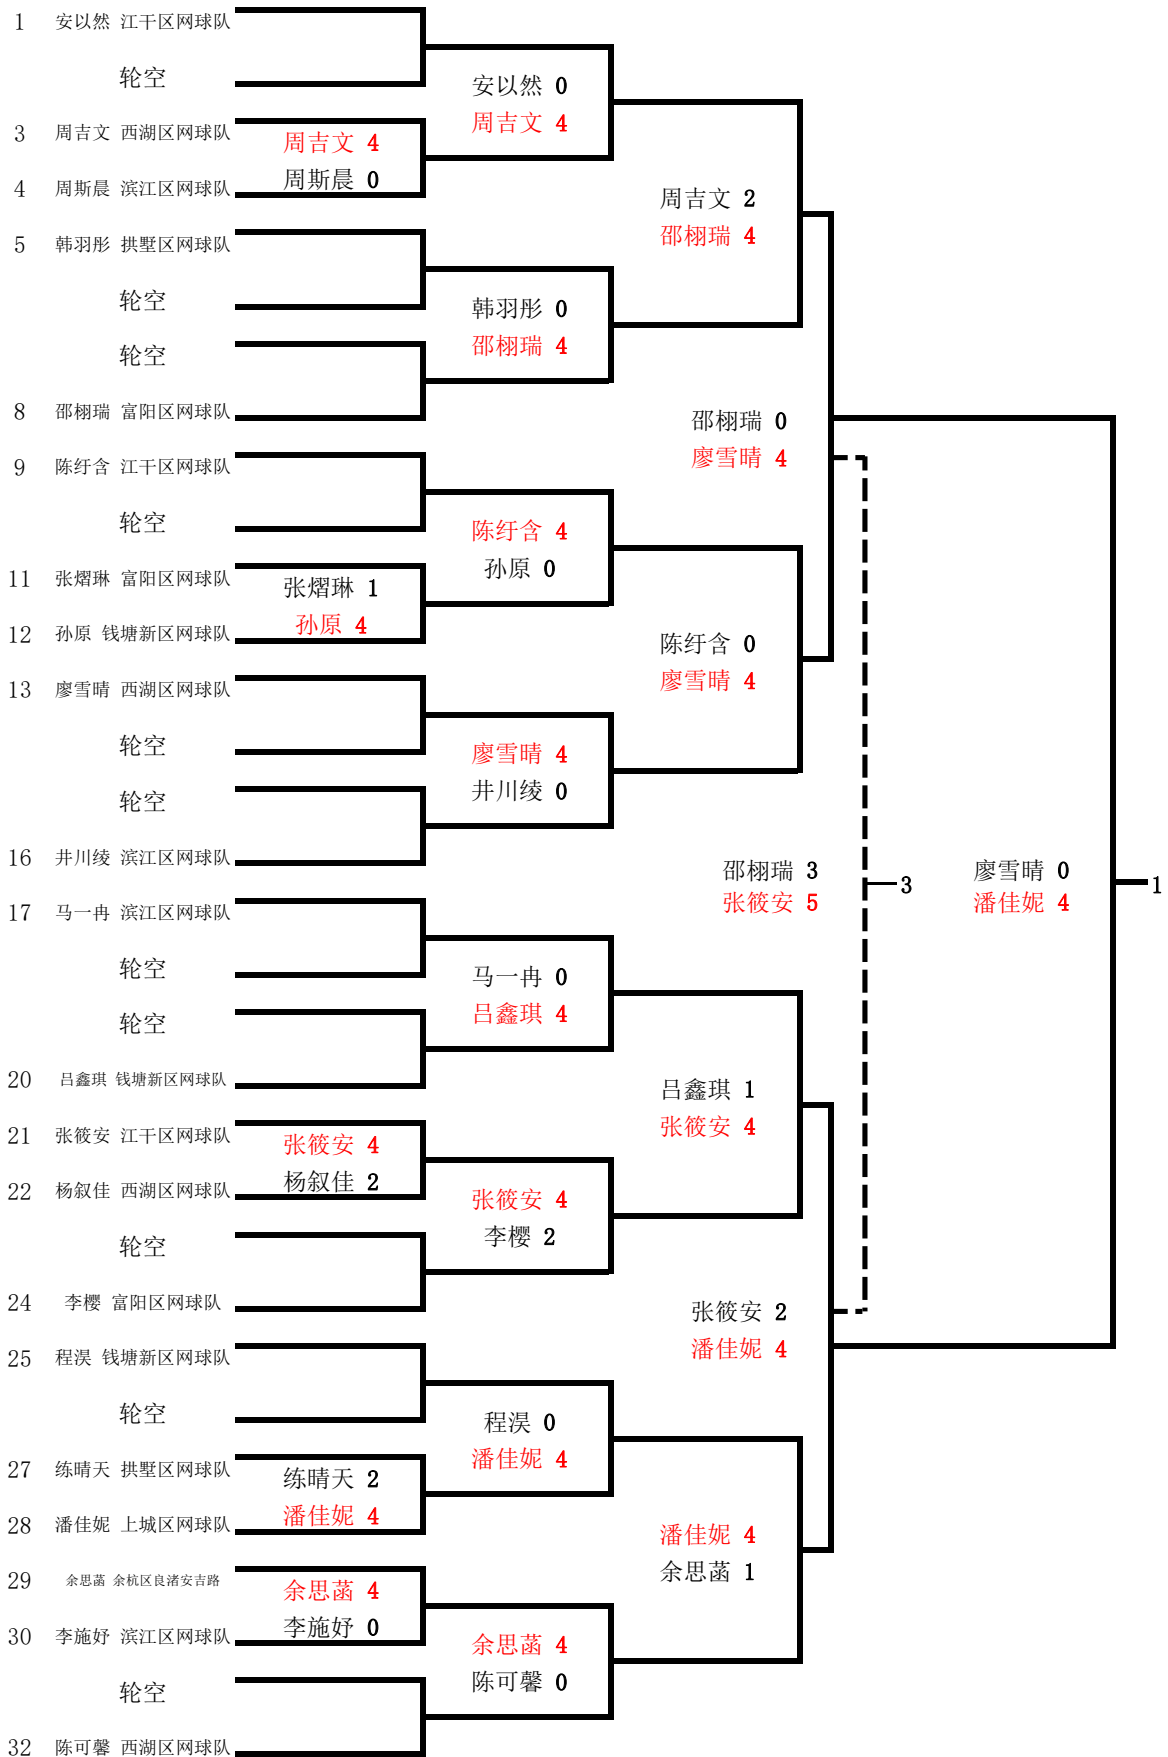 1 安以然 江干区网球队
轮空
安以然 0
周吉文 4
3 周吉文 西湖区网球队
周吉文 4
周斯晨 0
4 周斯晨 滨江区网球队
周吉文 2
邵栩瑞 4
5 韩羽彤 拱墅区网球队
轮空
韩羽彤 0
邵栩瑞 4
轮空
8 邵栩瑞 富阳区网球队
邵栩瑞 0
廖雪晴 4
9 陈纡含 江干区网球队
轮空
陈纡含 4
孙原 0
11 张熠琳 富阳区网球队
张熠琳 1
孙原 4
12 孙原 钱塘新区网球队
陈纡含 0
廖雪晴 4
13 廖雪晴 西湖区网球队
轮空
廖雪晴 4
井川绫 0
轮空
16 井川绫 滨江区网球队
邵栩瑞 3
张筱安 5
3
廖雪晴 0
潘佳妮 4
1
17 马一冉 滨江区网球队
轮空
马一冉 0
吕鑫琪 4
轮空
20 吕鑫琪 钱塘新区网球队
吕鑫琪 1
张筱安 4
21 张筱安 江干区网球队
张筱安 4
杨叙佳 2
22 杨叙佳 西湖区网球队
张筱安 4
李樱 2
轮空
24 李樱 富阳区网球队
张筱安 2
潘佳妮 4
25 程淏 钱塘新区网球队
轮空
程淏 0
潘佳妮 4
27 练晴天 拱墅区网球队
练晴天 2
潘佳妮 4
28 潘佳妮 上城区网球队
潘佳妮 4
余思菡 1
29 余思菡 余杭区良渚安吉路
余思菡 4
李施妤 0
30 李施妤 滨江区网球队
余思菡 4
陈可馨 0
轮空
32 陈可馨 西湖区网球队